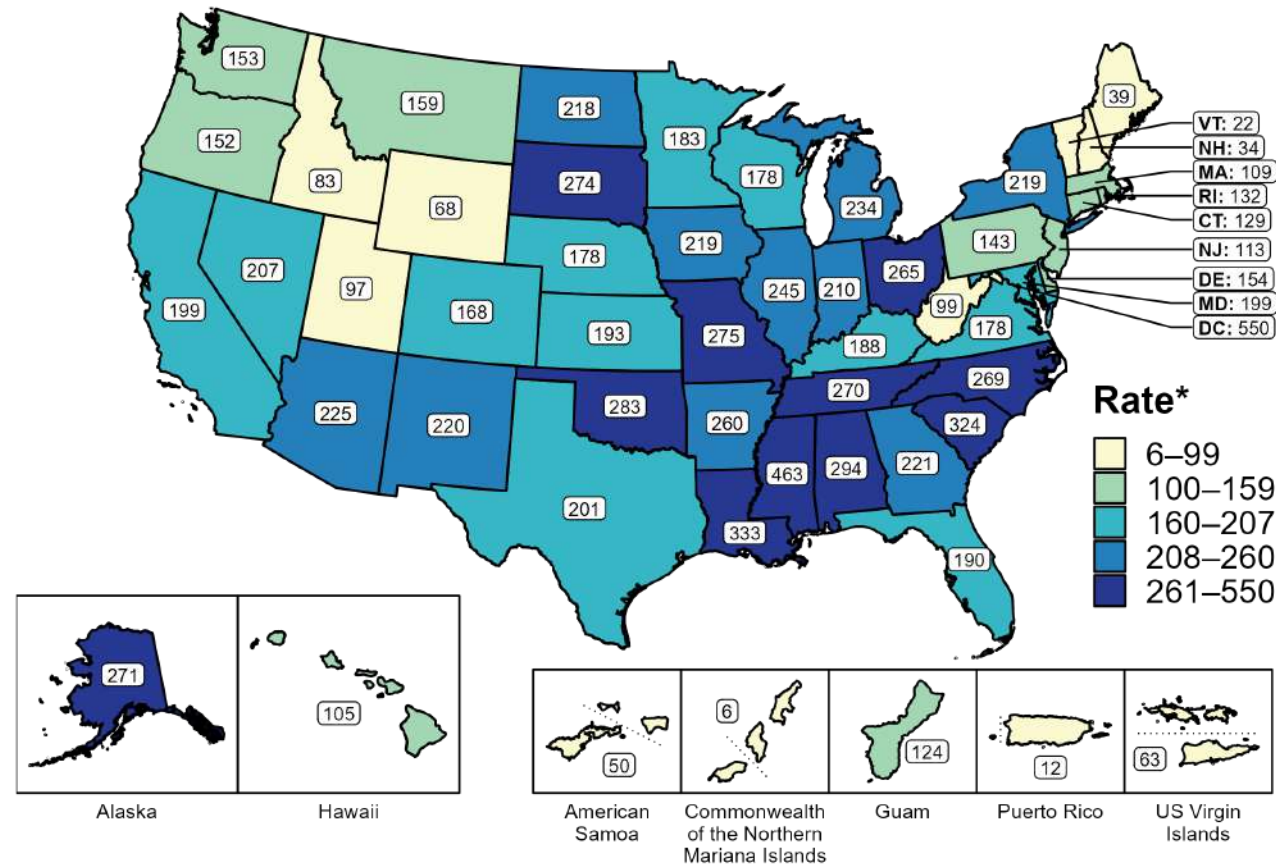 153
159
218
183
39
VT: 22
NH: 34
MA: 109
RI: 132
CT: 129
NJ: 113
DE: 154
MD: 199
DC: 550
152
83
68
274
178
234
219
219
143
199
207
97
168
178
193
245
210
265
275
188
99
178
225
220
283
260
270
269
324
201
333
463
294
221
190
Rate*
6–99
100–159
160–207
208–260
261–550
271
105
50
6
124
12
63
Alaska
Hawaii
American
Samoa
Commonwealth
of the Northern
Mariana Islands
Guam
Puerto Rico
US Virgin
Islands